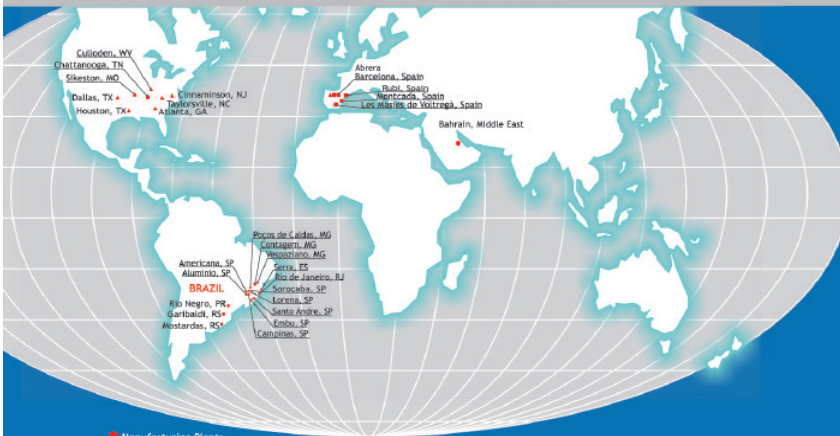 Culloden, WV
Chattanooga, TN
Sikeston, MO
Dallas, TX
Houston, TX
Cinnaminson, NJ
Taylorsville, NC
Atlanta, GA
Abrera
Barcelona, Spain
Rubi, Spain
Montcada, Spain
Les Masies de Voltregà, Spain
Bahrain, Middle East
Poços de Caldas, MG
Contagem, MG
Vespaziano, MG
Serra, ES
Rio de Janeiro, RJ
Americana, SP
Aluminio, SP
BRAZIL
Sorocaba, SP
Lorena, SP
Santo Andre, SP
Embu, SP
Campinas, SP
Rio Negro, PR
Garibaldi, RS
Mostardas, RS
Manufacturing Plants